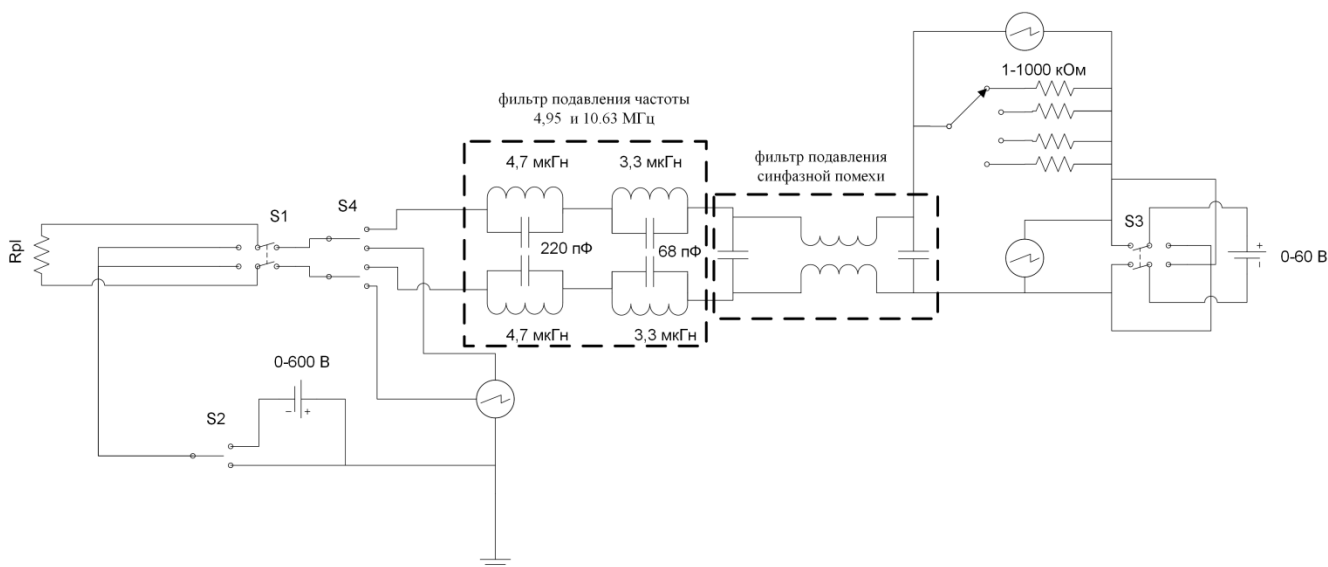 1-1000 кОм
фильтр подавления частоты
4,95 и 10.63 МГц
4,7 мкГн
3,3 мкГн
фильтр подавления
синфазной помехи
S1
S4
S3
Rpl
220 пФ
68 пФ
+
-
0-60 В
4,7 мкГн
3,3 мкГн
0-600 В
- +
S2